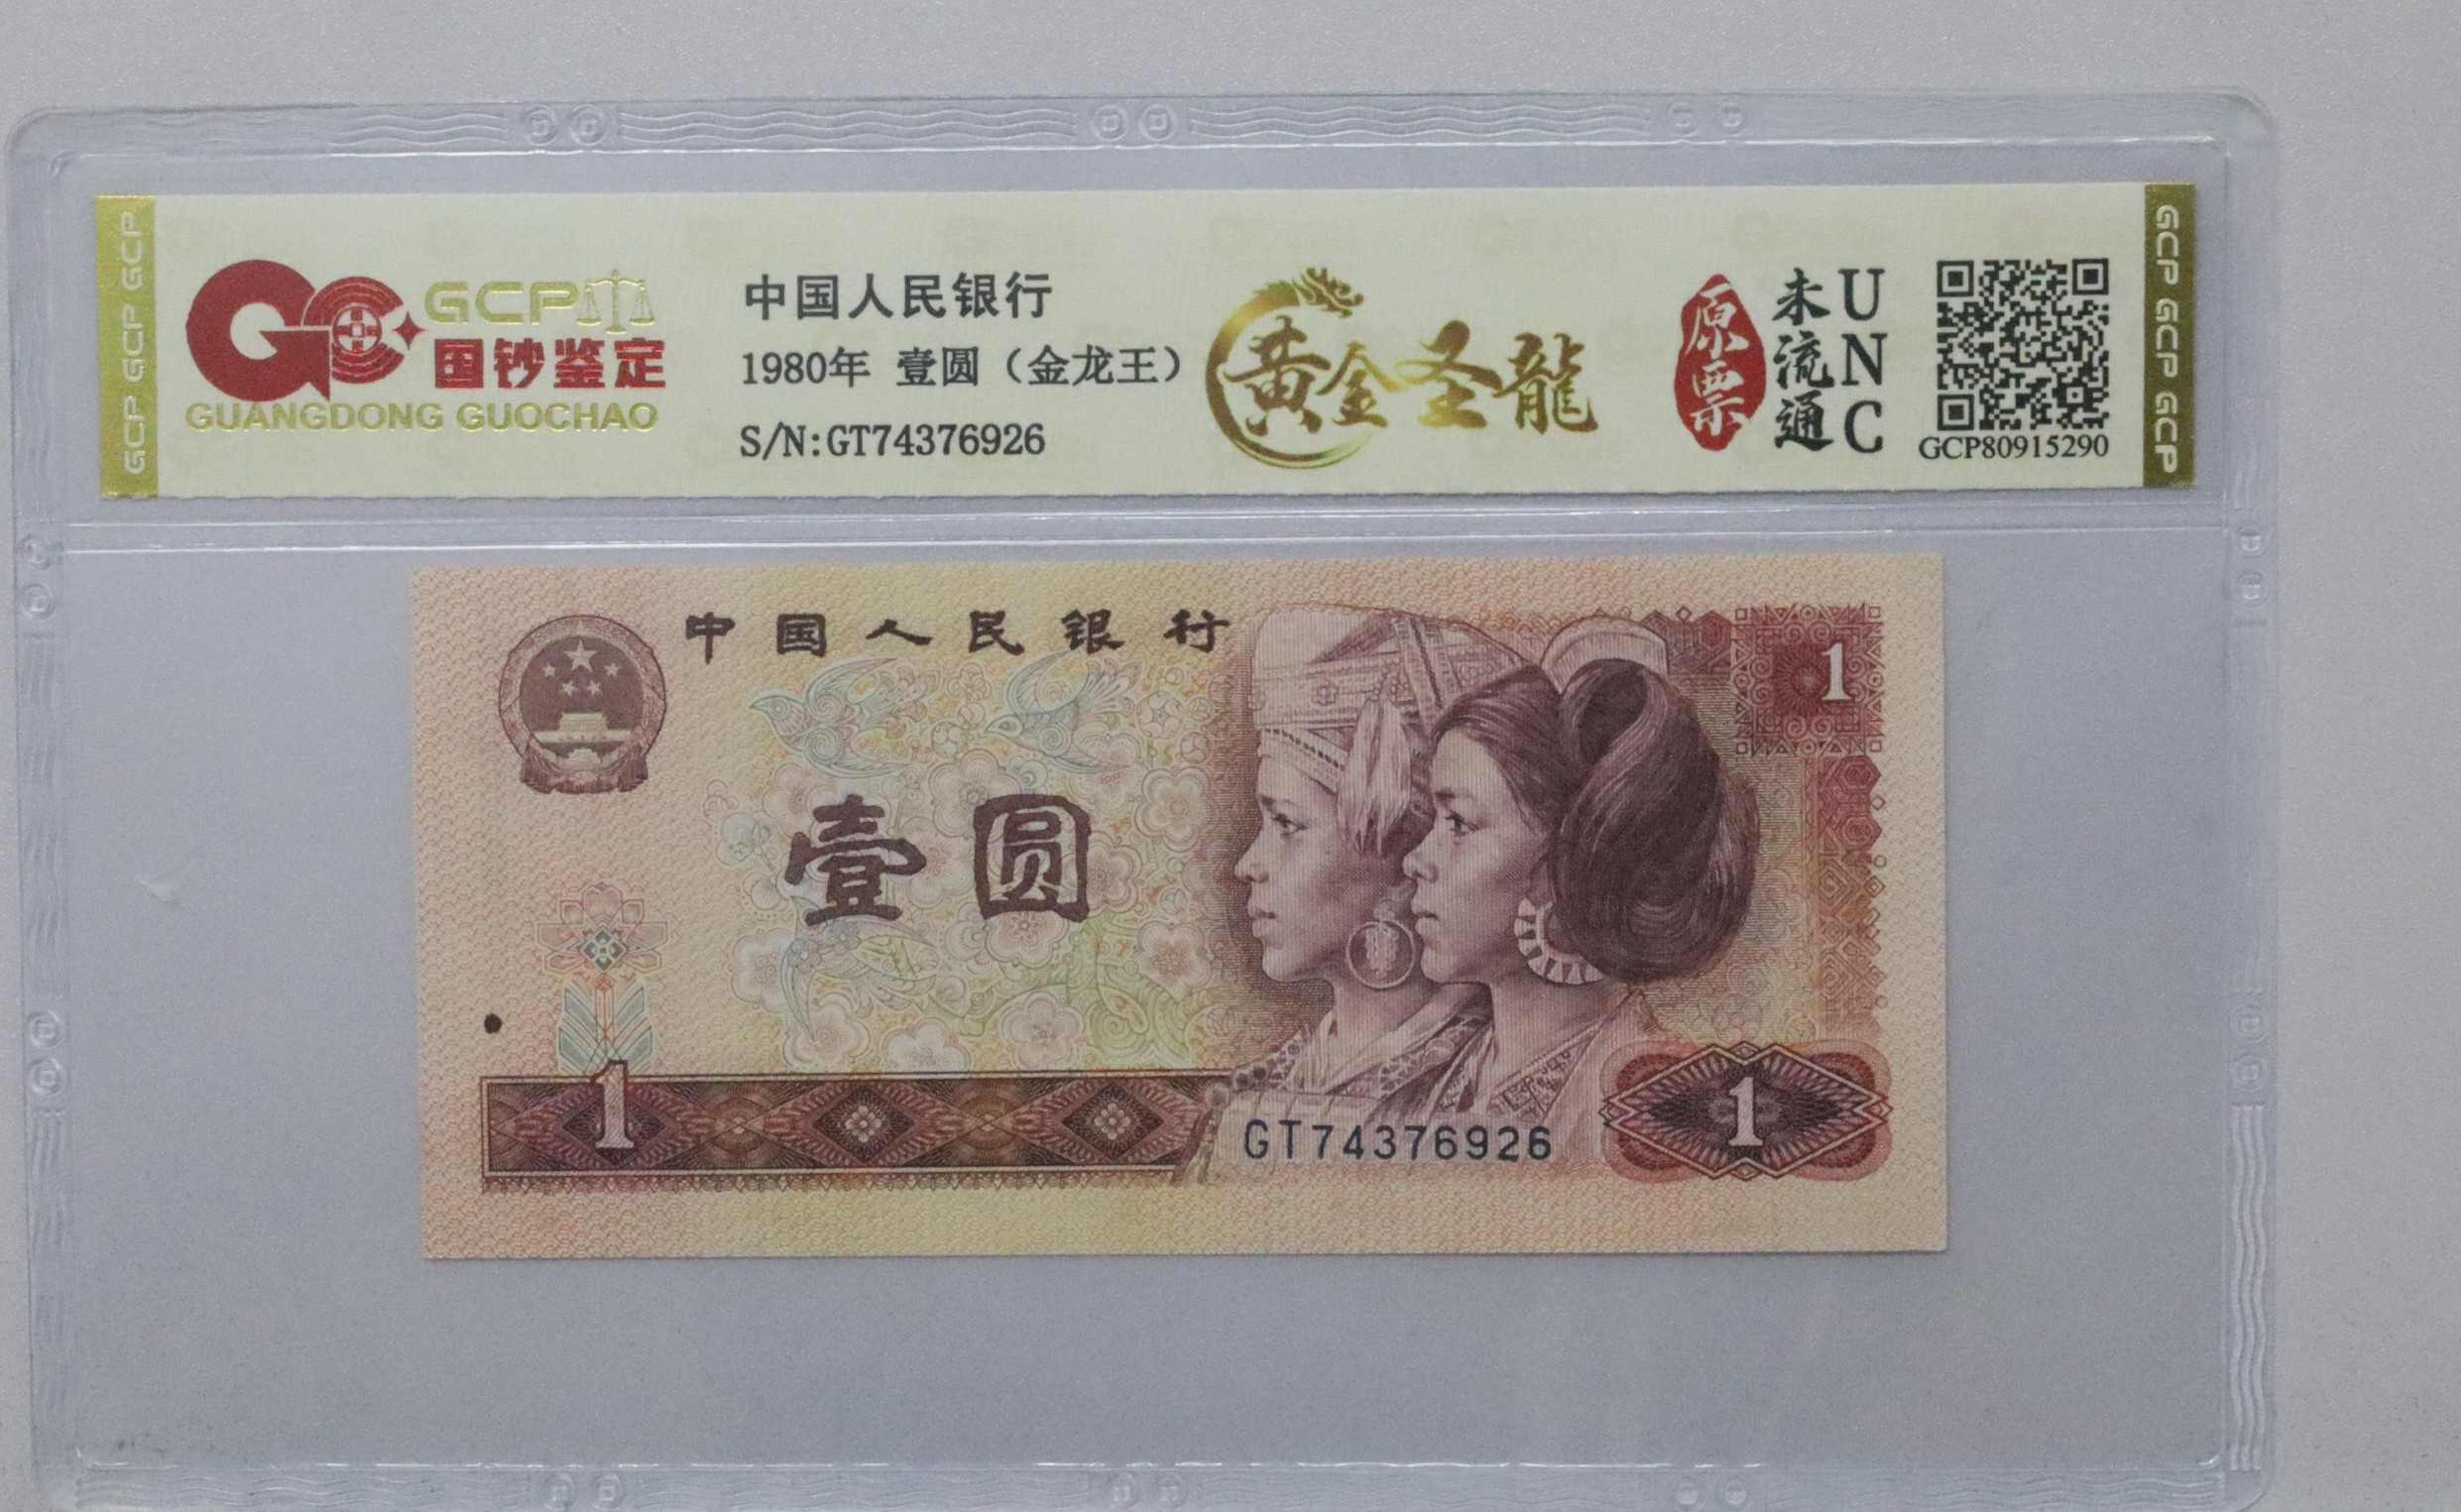 GCP GCP GCP
GCP
国钞鉴定
GUANGDONG GUOCHAO
中国人民银行
1980年 壹圆（金龙王）
S/N:GT74376926
黄金圣龍
原票
未流通
UNC
GCP80915290
GCP GCP GCP
中国人民银行
1
壹圆
1
GT74376926
1